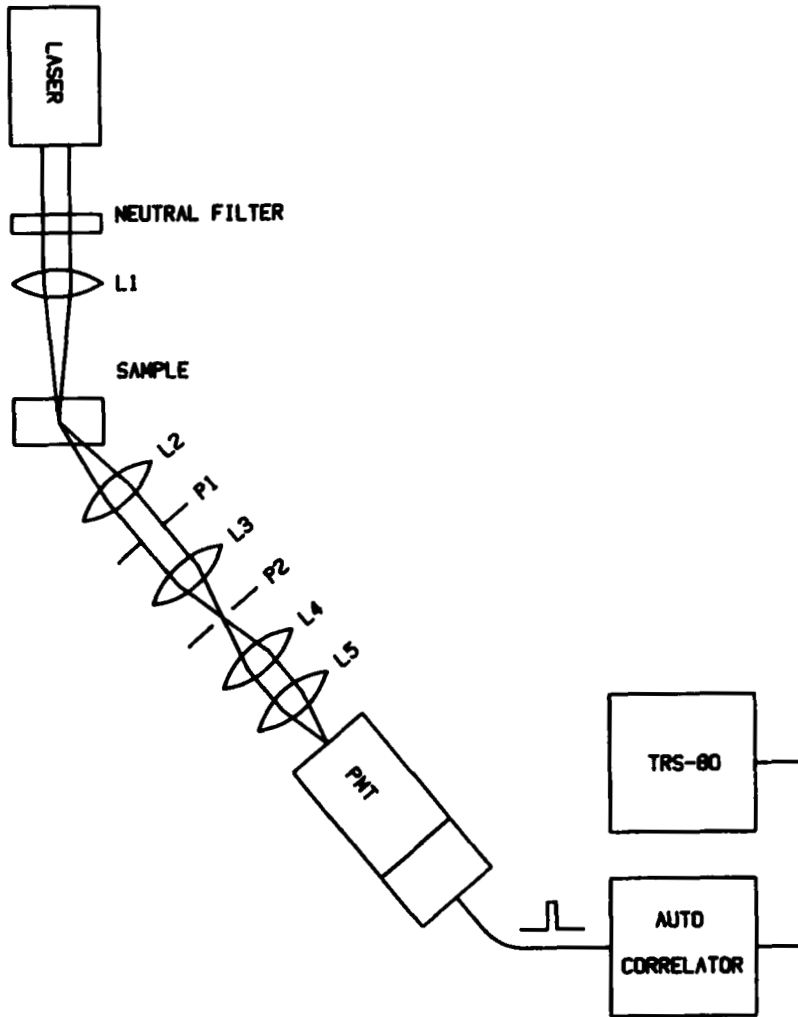 LASER
NEUTRAL FILTER
L1
SAMPLE
L2
P1
L3
P2
L4
L5
PMT
TRS-80
AUTO
CORRELATOR